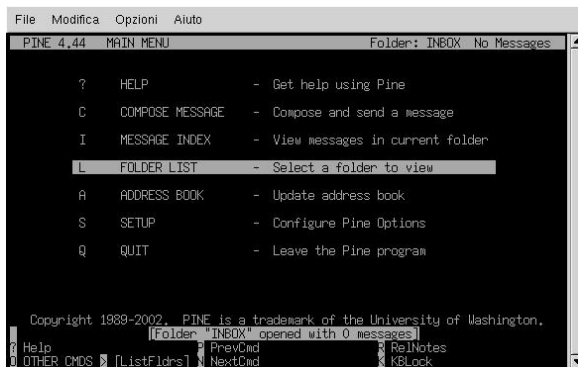 File Modifica Opzioni Aiuto
PINE 4.44 MAIN MENU Folder: INBOX No Messages
? HELP - Get help using Pine
C COMPOSE MESSAGE - Compose and send a message
I MESSAGE INDEX - View messages in current folder
L FOLDER LIST - Select a folder to view
A ADDRESS BOOK - Update address book
S SETUP - Configure Pine Options
Q QUIT - Leave the Pine program
Copyright 1989-2002. PINE is a trademark of the University of Washington.
[Folder "INBOX" opened with 0 messages]
? Help P PrevCmd R RelNotes
O OTHER CMDS > [ListFldrs] N NextCmd K KBLock